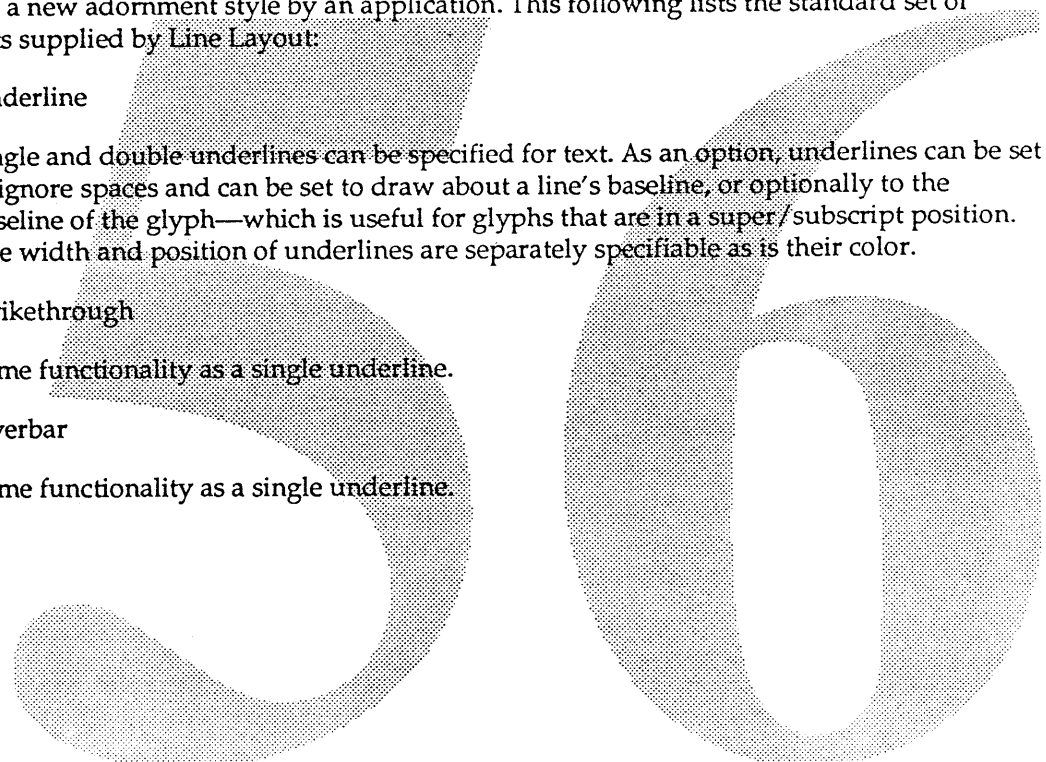 a new adornment style by an application. This following lists the standard set of
s supplied by Line Layout:
derline
gle and double underlines can be specified for text. As an option, underlines can be set
ignore spaces and can be set to draw about a line's baseline, or optionally to the
seline of the glyph—which is useful for glyphs that are in a super/subscript position.
e width and position of underlines are separately specifiable as is their color.
ikethrough
me functionality as a single underline.
verbar
me functionality as a single underline.
56